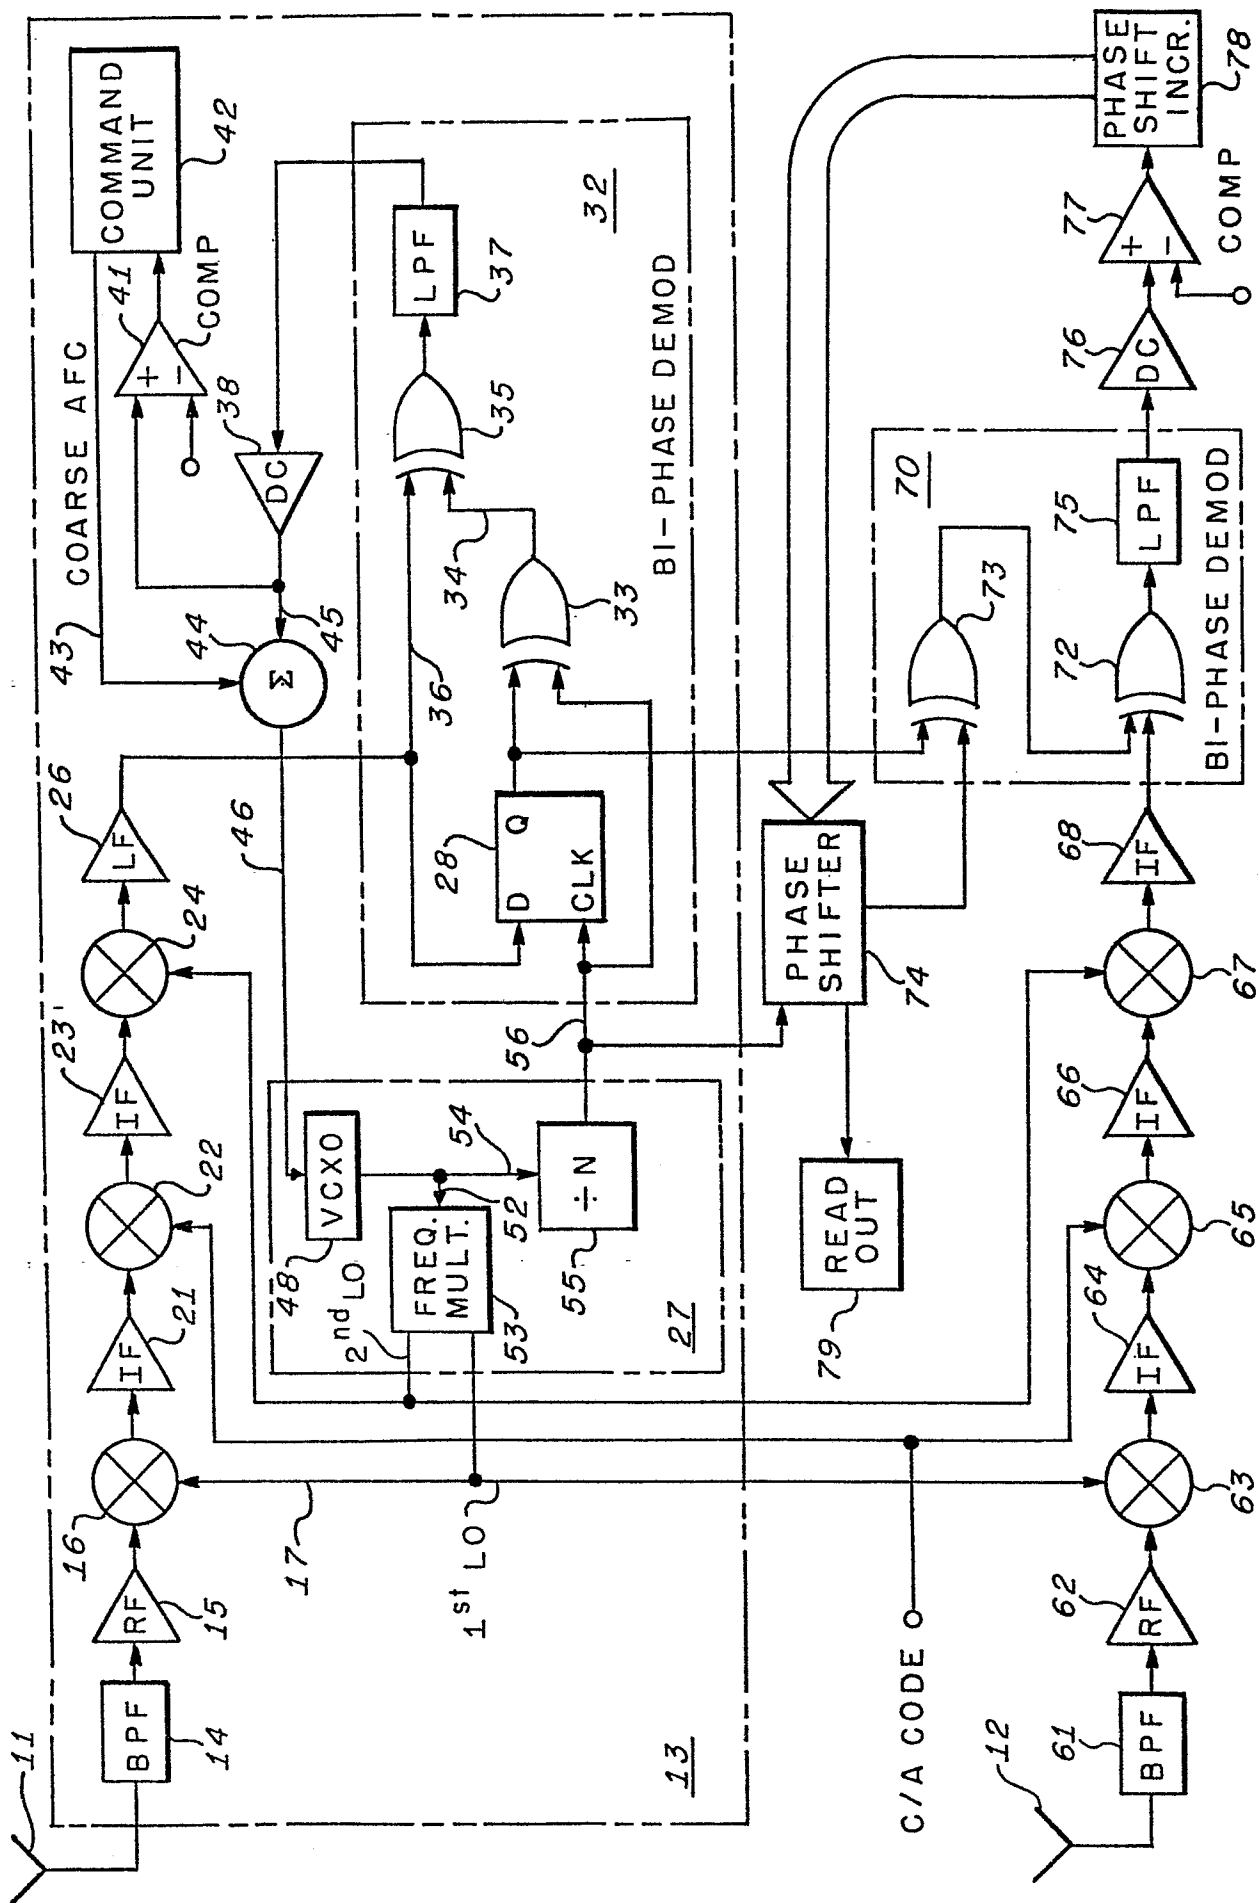 11
BPF
14
RF
15
16
17
IF
21
22
IF
23'
24
LF
26
COARSE AFC
43
44
Σ
45
DC
38
+
−
41
COMP
COMMAND
UNIT
42
46
VCXO
48
2nd LO
FREQ.
MULT.
53
52
54
÷N
55
27
1st LO
56
D Q
CLK
28
36
34
33
35
LPF
37
32
BI-PHASE DEMOD
13
C/A CODE
READ
OUT
79
PHASE
SHIFTER
74
12
BPF
61
RF
62
63
IF
64
65
IF
66
67
IF
68
70
73
72
LPF
75
BI-PHASE DEMOD
DC
76
+
−
77
COMP
PHASE
SHIFT
INCR.
78